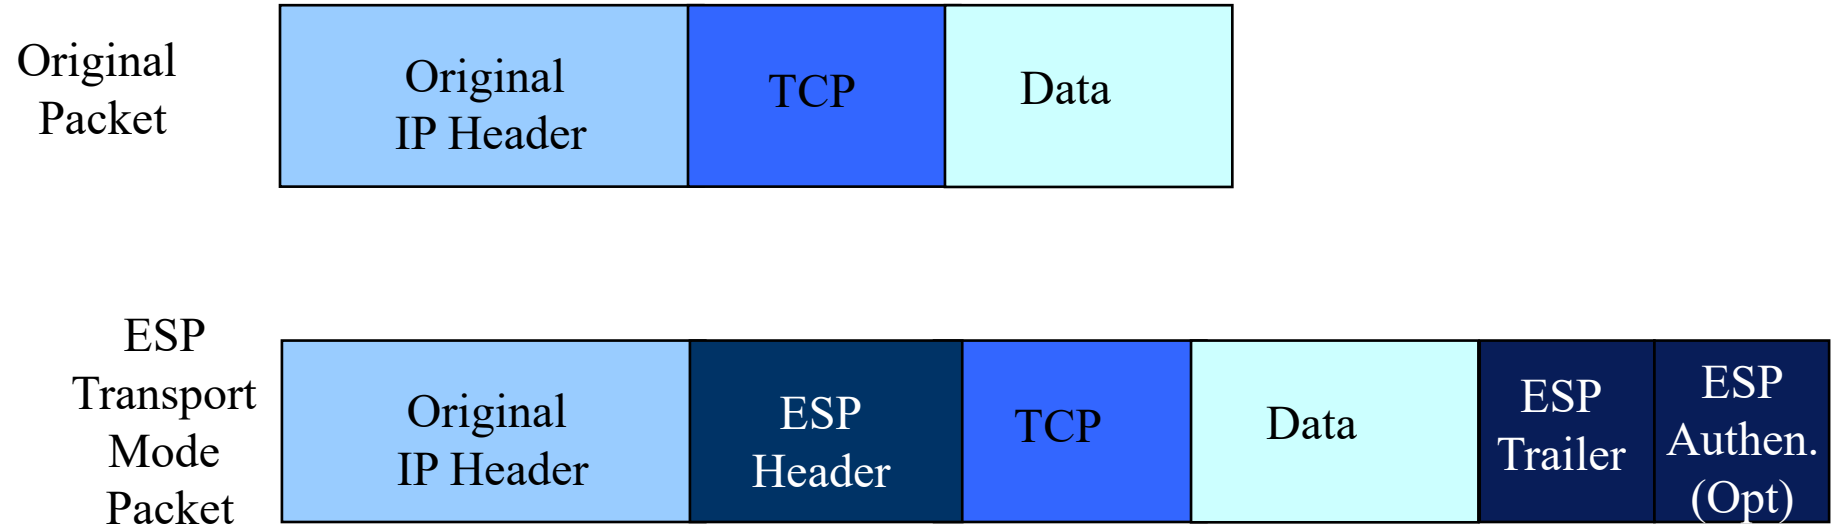 Original
Packet
Original
IP Header
TCP
Data
ESP
Transport
Mode
Packet
Original
IP Header
ESP
Header
TCP
Data
ESP
Trailer
ESP
Authen.
(Opt)